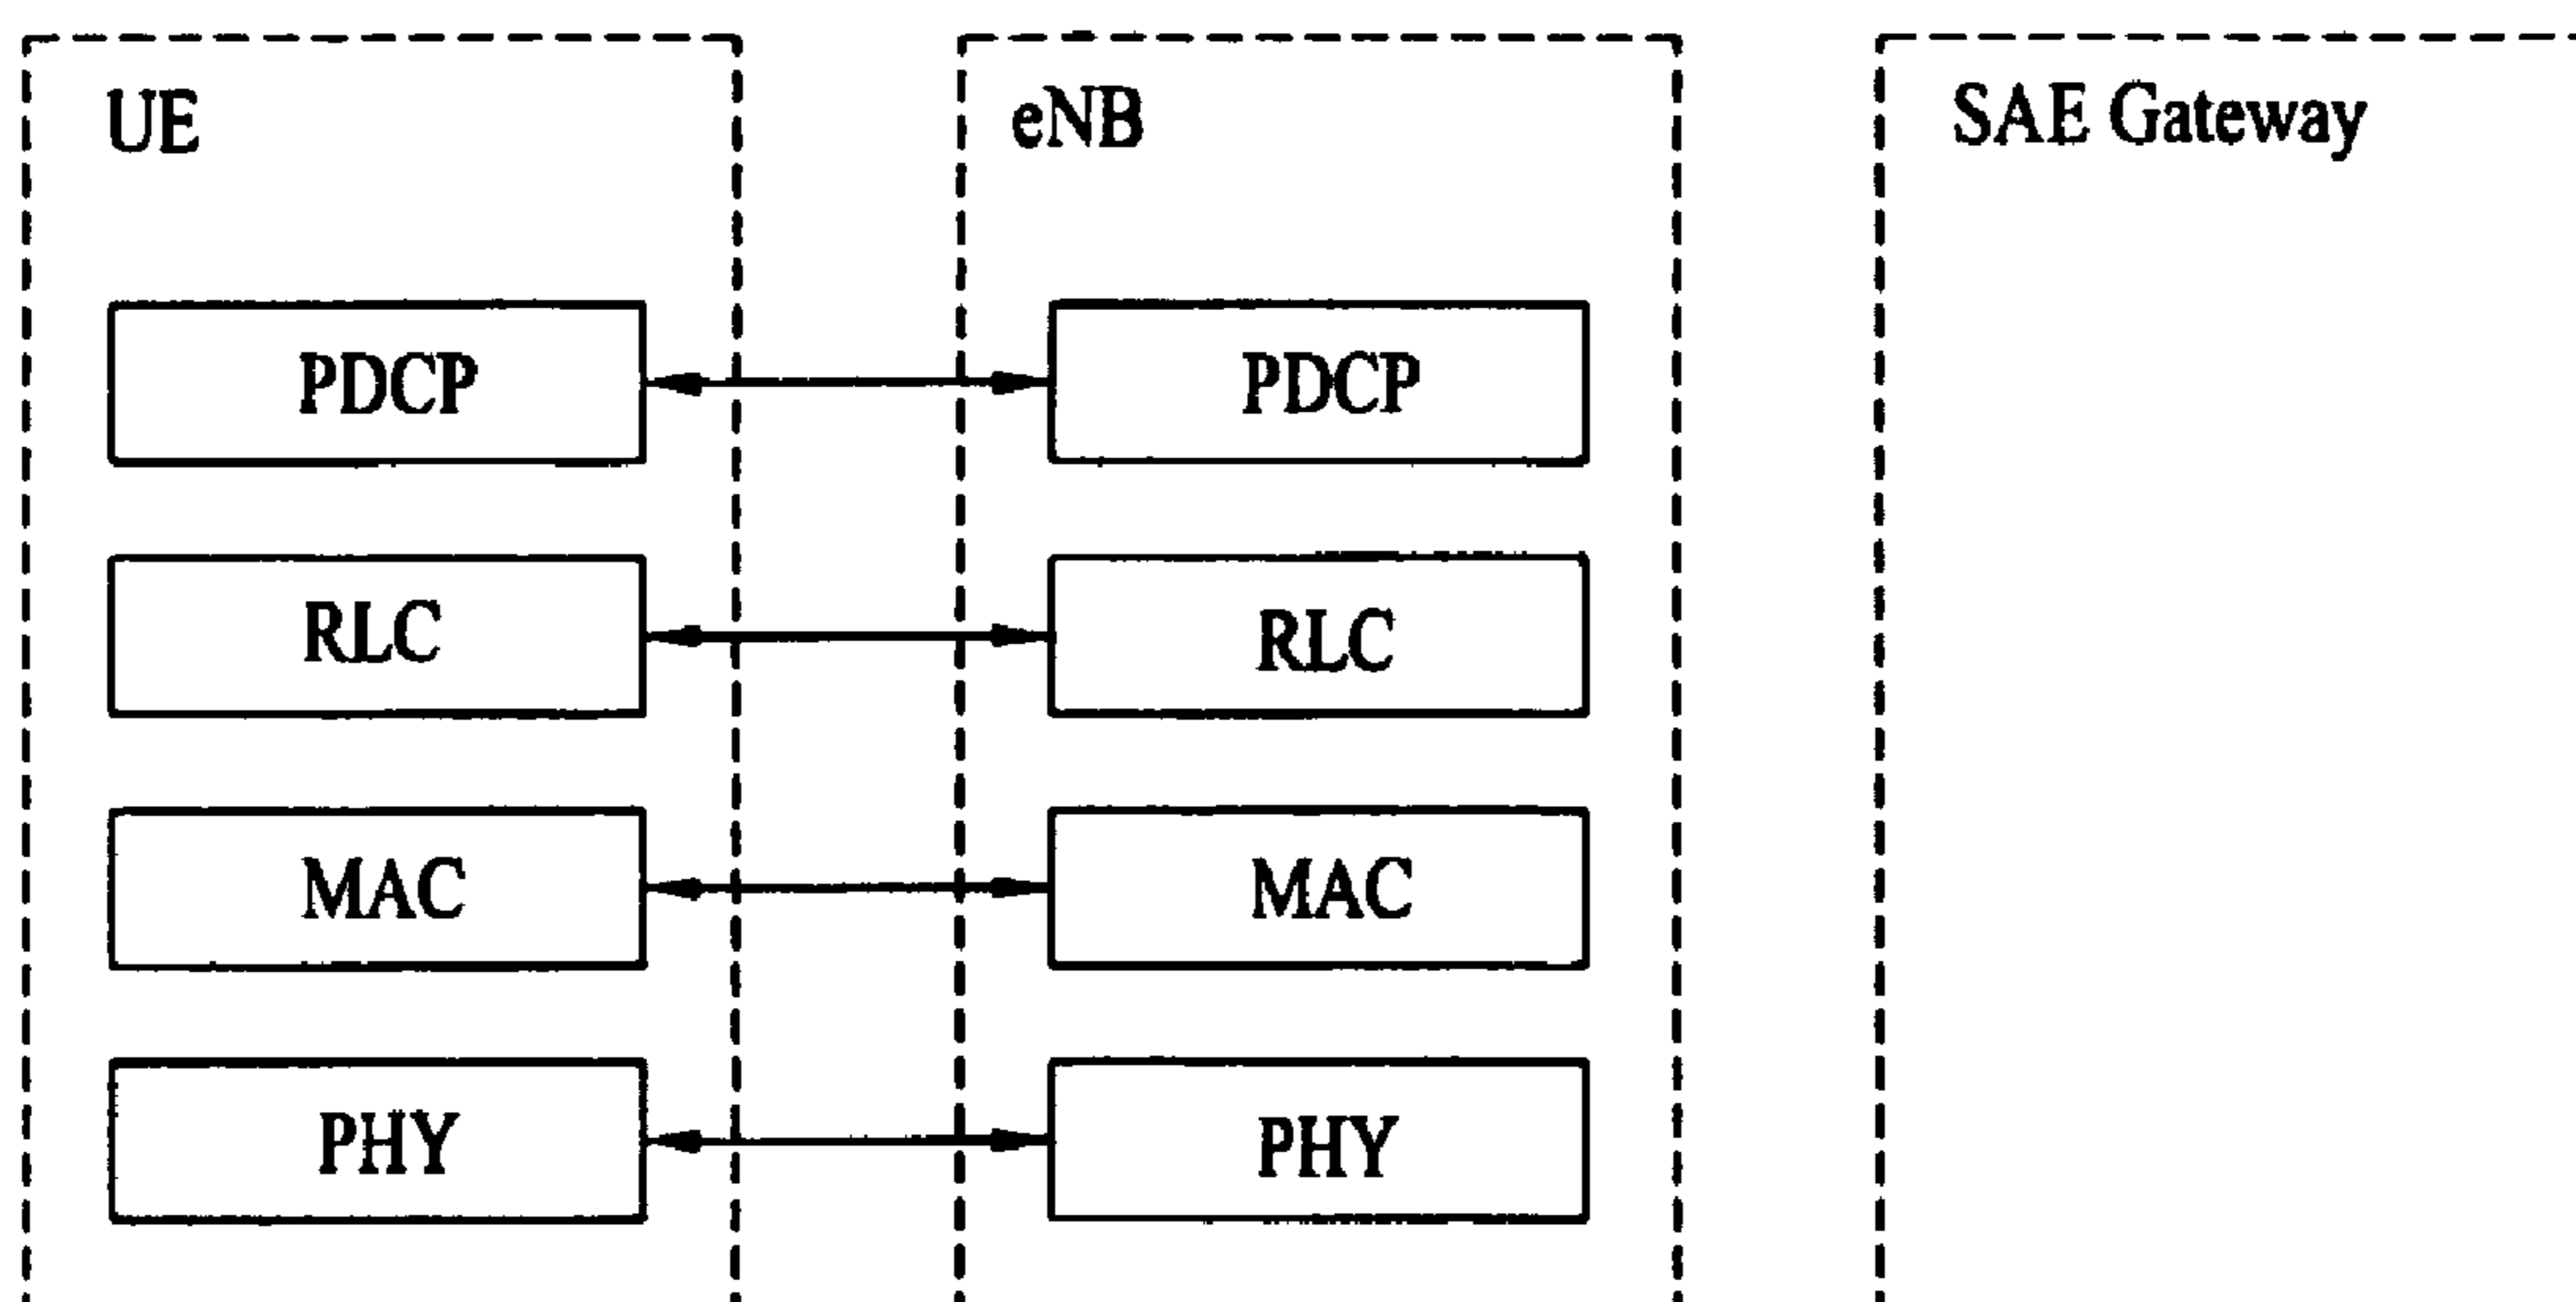 UE
eNB
SAE Gateway
PDCP
PDCP
RLC
RLC
MAC
MAC
PHY
PHY